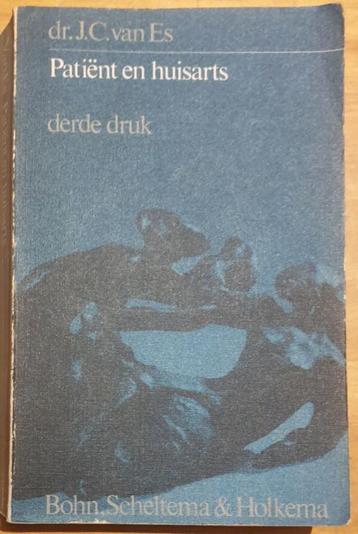 dr. J.C. van Es
Patiënt en huisarts
derde druk
Bohn, Scheltema & Holkema